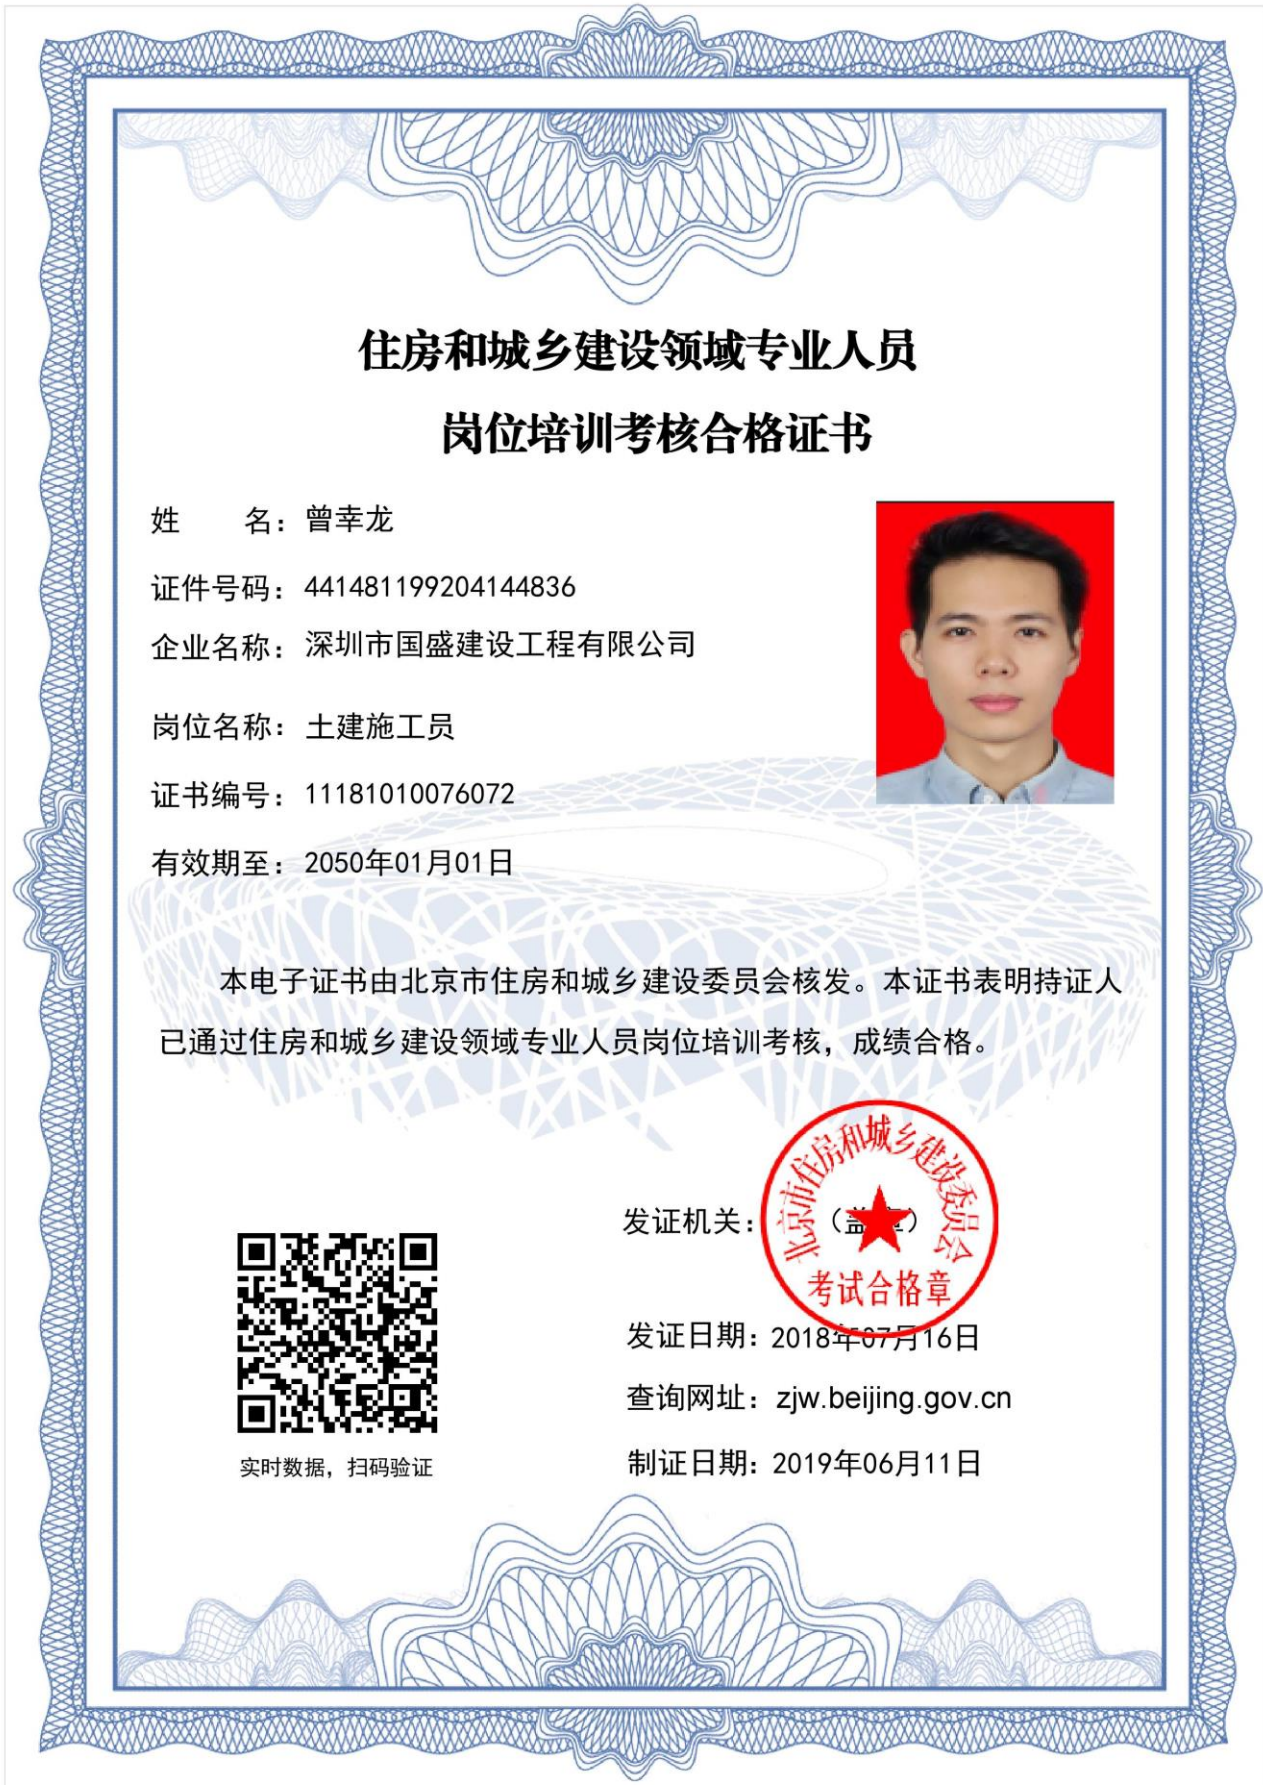 住房和城乡建设领域专业人员
岗位培训考核合格证书
姓 名：曾幸龙
证件号码：441481199204144836
企业名称：深圳市国盛建设工程有限公司
岗位名称：土建施工员
证书编号：11181010076072
有效期至：2050年01月01日
本电子证书由北京市住房和城乡建设委员会核发。本证书表明持证人
已通过住房和城乡建设领域专业人员岗位培训考核，成绩合格。
北京市住房和城乡建设委员会
发证机关：（盖章）
考试合格章
发证日期：2018年07月16日
查询网址：zjw.beijing.gov.cn
制证日期：2019年06月11日
实时数据，扫码验证